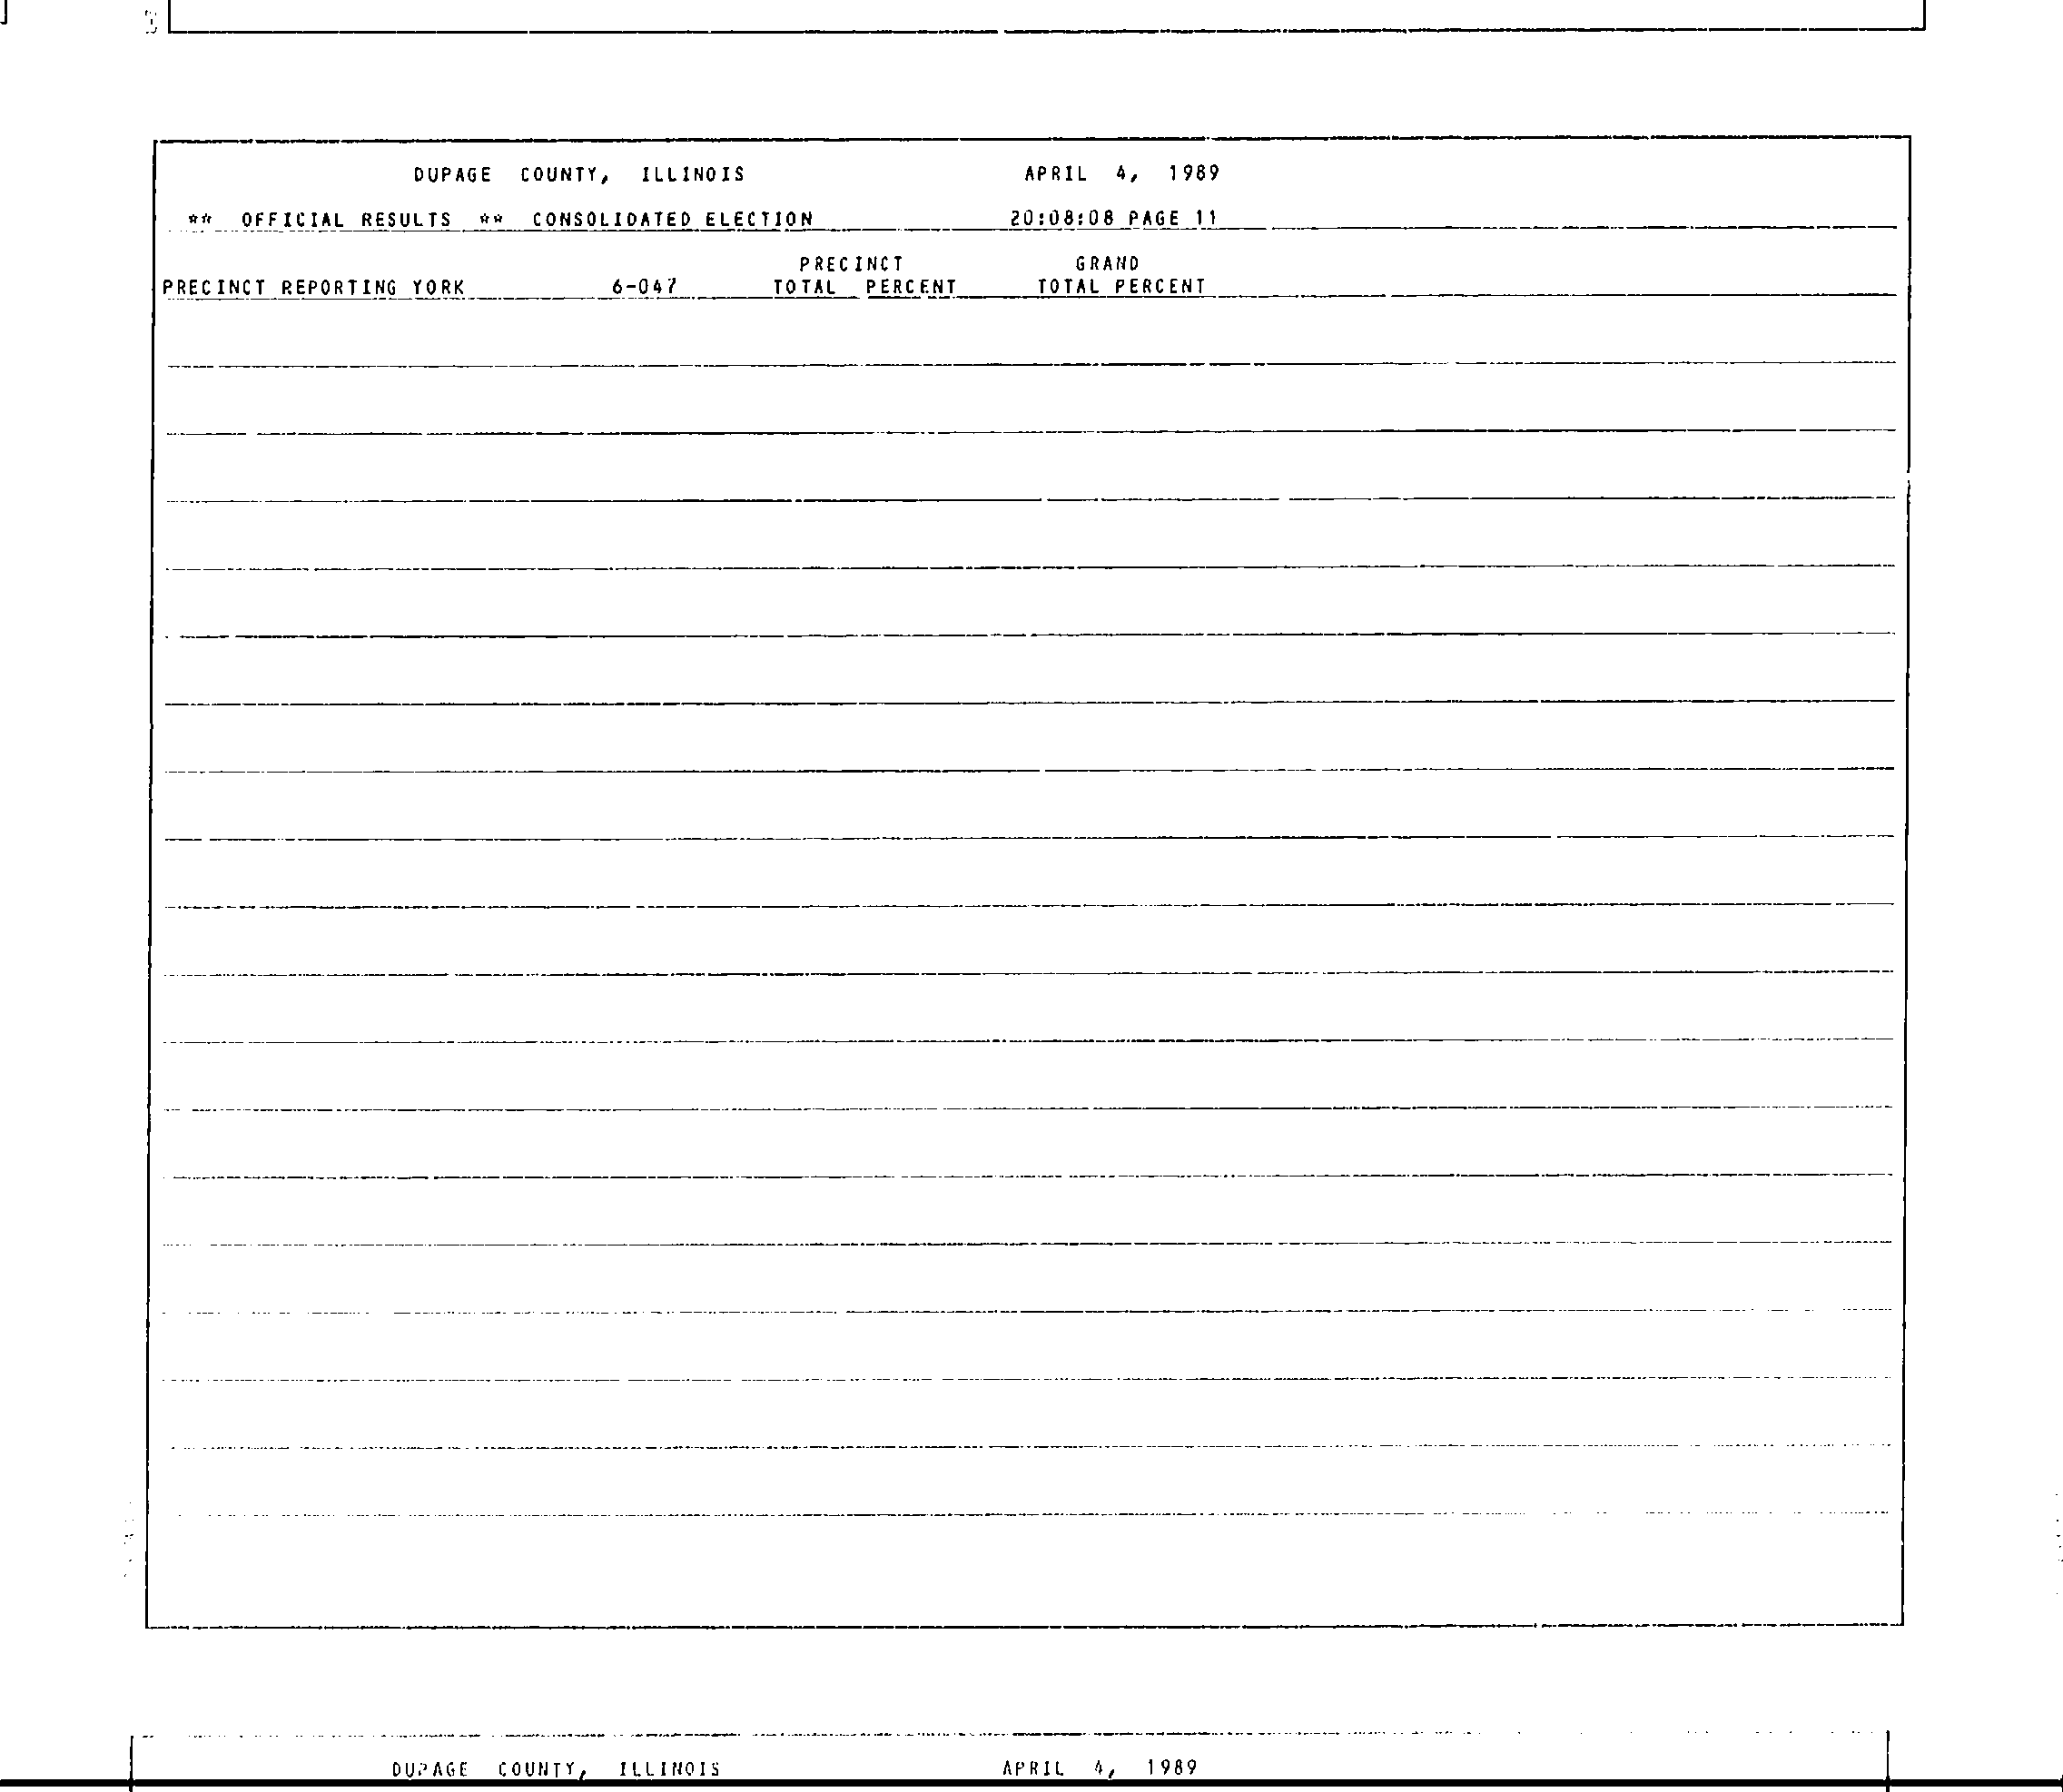 DUPAGE COUNTY, ILLINOIS APRIL 4, 1989
** OFFICIAL RESULTS ** CONSOLIDATED ELECTION 20:08:08 PAGE 11
PRECINCT GRAND
PRECINCT REPORTING YORK 6-047 TOTAL PERCENT TOTAL PERCENT
DUPAGE COUNTY, ILLINOIS APRIL 4, 1989